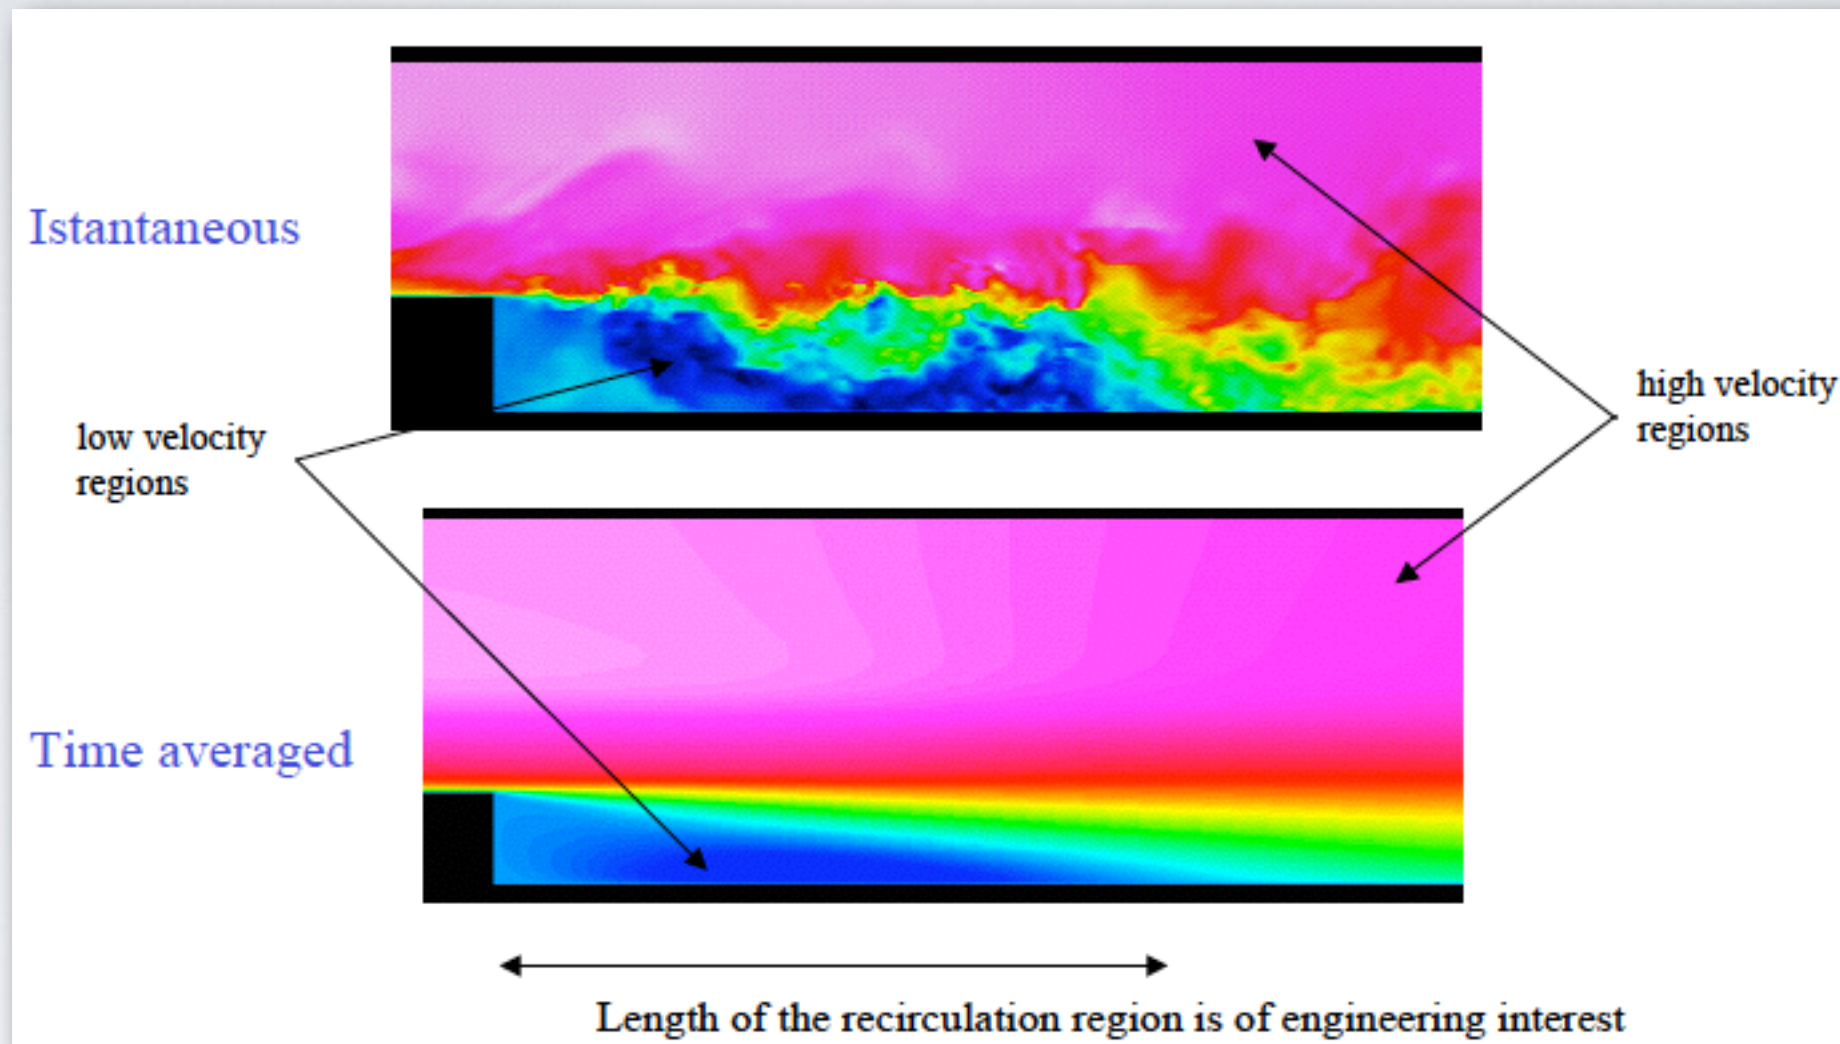 Istantaneous
high velocity
regions
low velocity
regions
Time averaged
Length of the recirculation region is of engineering interest